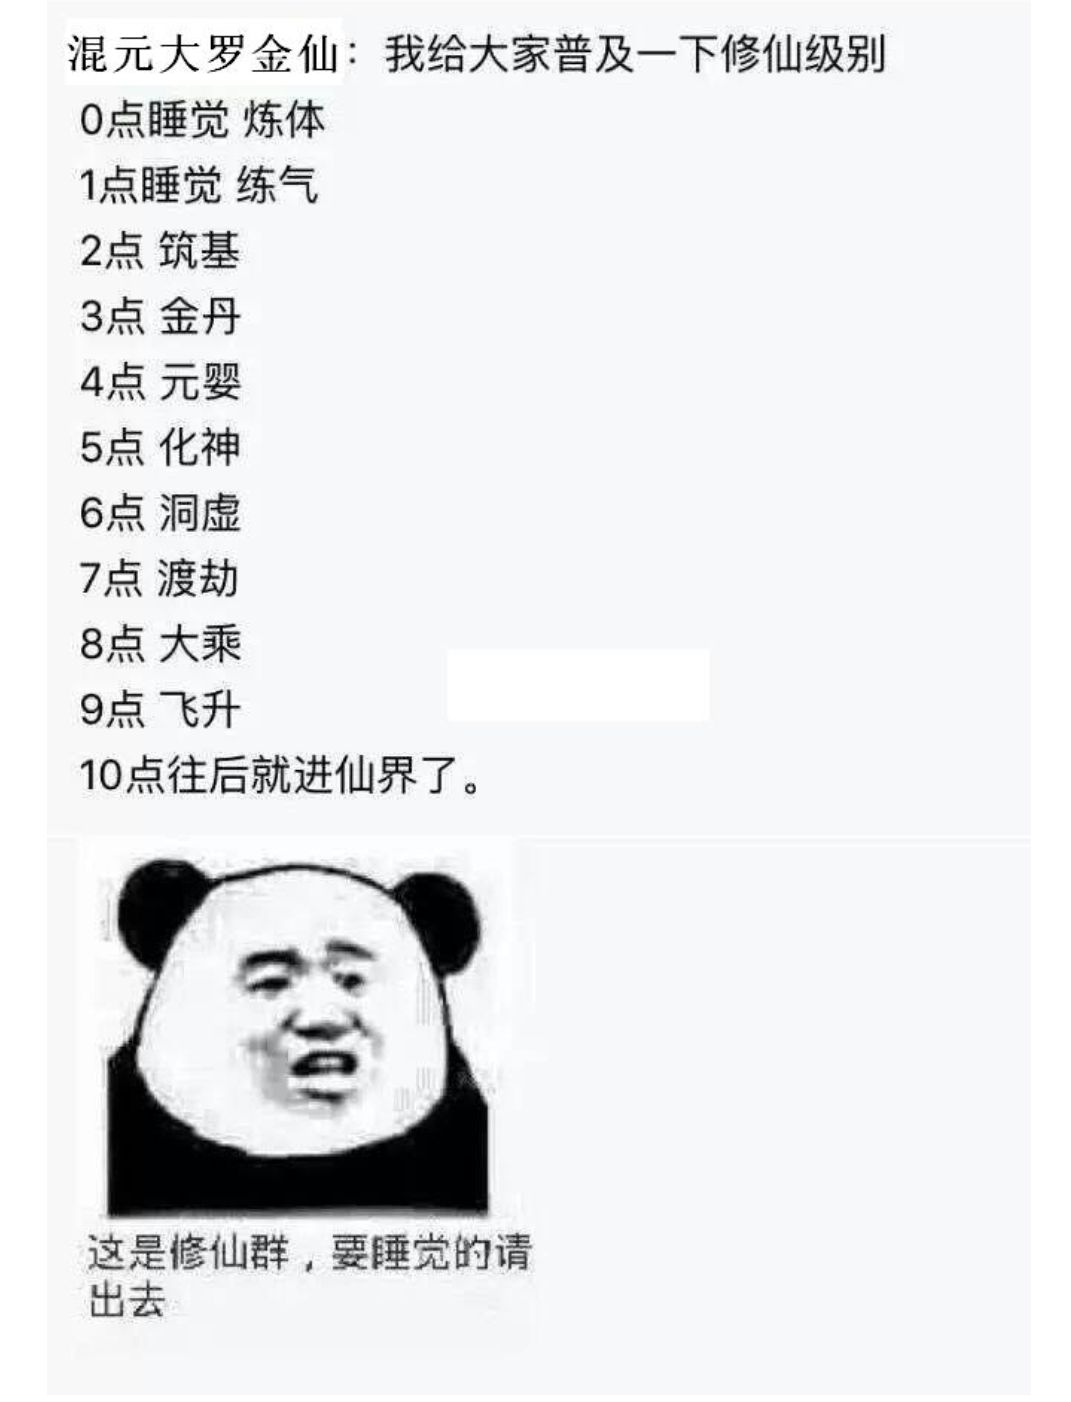 混元大罗金仙：我给大家普及一下修仙级别
0点睡觉 炼体
1点睡觉 练气
2点 筑基
3点 金丹
4点 元婴
5点 化神
6点 洞虚
7点 渡劫
8点 大乘
9点 飞升
10点往后就进仙界了。
这是修仙群，要睡觉的请
出去